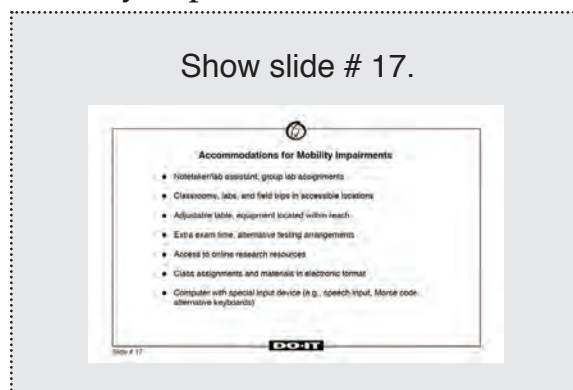 Show slide # 17.
Accommodations for Mobility Impairments
Notetaker/lab assistant, group lab assignments
Classrooms, labs, and field trips in accessible locations
Adjustable table, equipment located within reach
Extra exam time, alternative testing arrangements
Access to online research resources
Class assignments and materials in electronic format
Computer with special input device (e.g., speech input, Morse code,
alternative keyboards)
DO-IT
Slide # 17